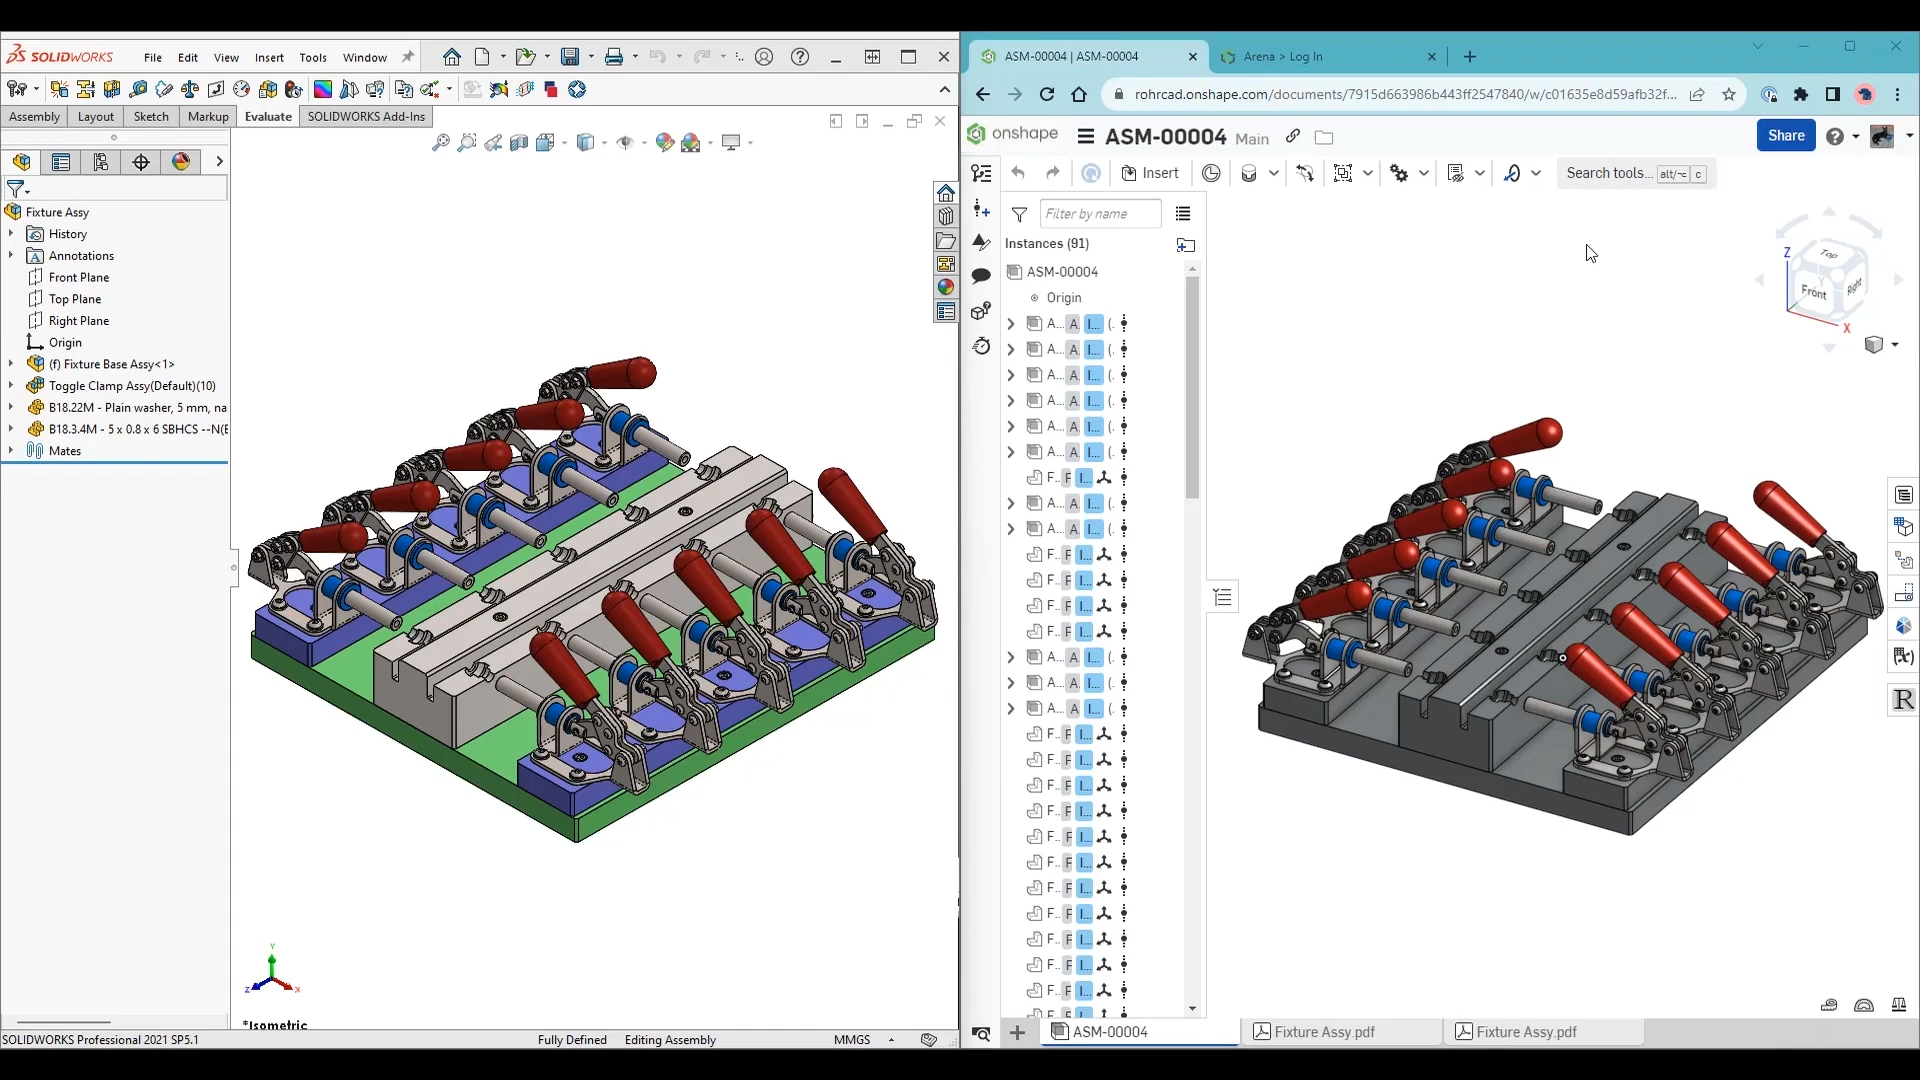 SOLIDWORKS File Edit View Insert Tools Window
Assembly Layout Sketch Markup Evaluate SOLIDWORKS Add-Ins
Fixture Assy
History
Annotations
Front Plane
Top Plane
Right Plane
Origin
(f) Fixture Base Assy<1>
Toggle Clamp Assy(Default)(10)
B18.22M - Plain washer, 5 mm, na
B18.3.4M - 5 x 0.8 x 6 SBHCS --N(E
Mates
Y
Z
X
*Isometric
SOLIDWORKS Professional 2021 SP5.1 Fully Defined Editing Assembly MMGS
ASM-00004 | ASM-00004
Arena > Log In
rohrcad.onshape.com/documents/7915d663986b443ff2547840/w/c01635e8d59afb32f...
onshape ASM-00004 Main
Share
Insert
Search tools... alt/⌥ c
Filter by name
Instances (91)
ASM-00004
Origin
A... A I... (.
A... A I... (.
A... A I... (.
A... A I... (.
A... A I... (.
A... A I... (.
F.. F I...
A... A I... (.
A... A I... (.
F.. F I...
F.. F I...
F.. F I...
F.. F I...
A... A I... (.
A... A I... (.
A... A I... (.
F.. F I...
F.. F I...
F.. F I...
F.. F I...
F.. F I...
F.. F I...
F.. F I...
F.. F I...
F.. F I...
F.. F I...
F.. F I...
Z
Top
Front
Right
X
(x)
R
ASM-00004
Fixture Assy.pdf
Fixture Assy.pdf